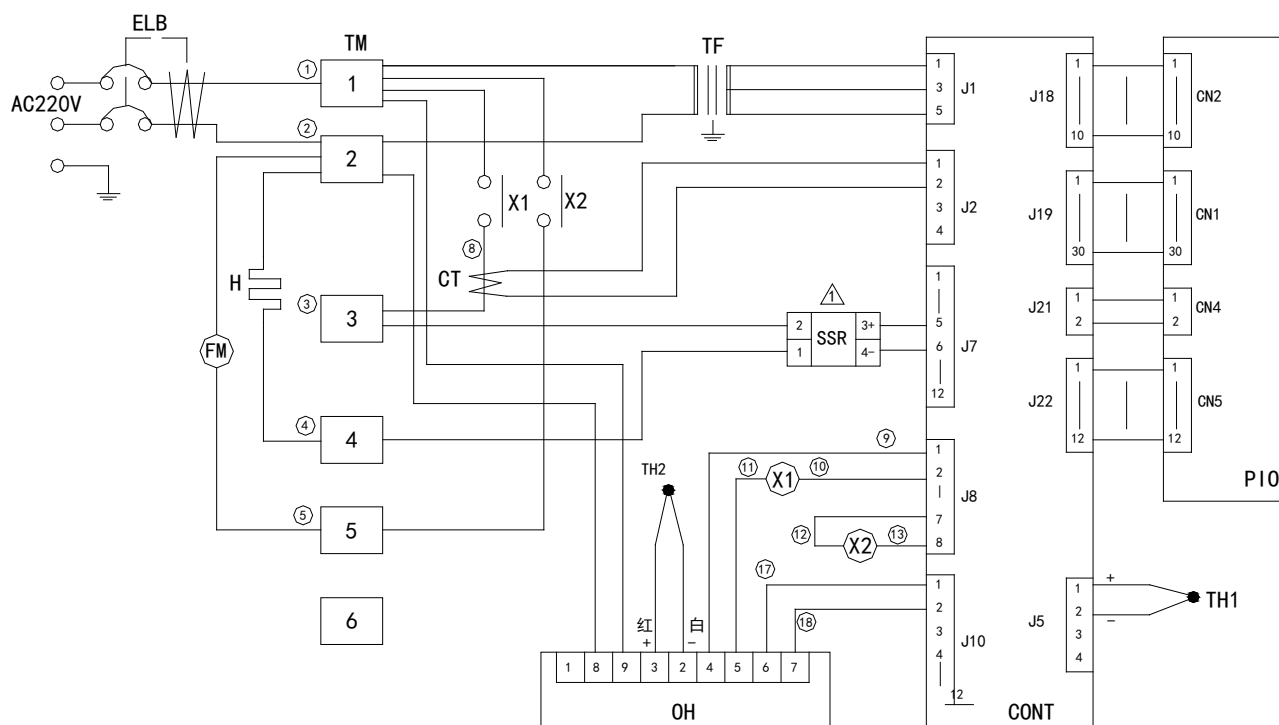 ELB
AC220V
TM
① 1
② 2
③ 3
④ 4
⑤ 5
6
H
FM
X1
X2
⑧
CT
TF
1 3 5 J1
1 2 3 4 J2
1 5 6 12 J7
1
2 SSR 3+
1 4-
⑨
⑪ X1 ⑩
⑫ X2 ⑬
1 2 7 8 J8
⑰
⑱
1 2 3 4 12 J10
TH2
红 白
+ -
1 8 9 3 2 4 5 6 7
OH
CONT
J18 1 10 1 10 CN2
J19 1 30 1 30 CN1
J21 1 2 1 2 CN4
J22 1 12 1 12 CN5
PIO
J5 1 2 3 4
+
-
TH1